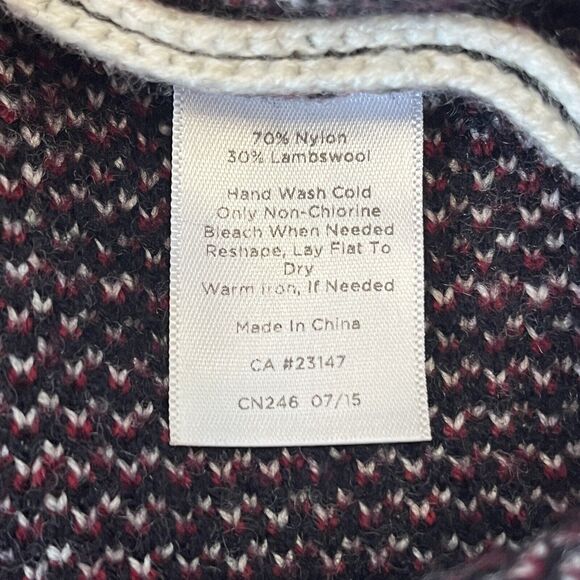 70% Nylon
30% Lambswool
Hand Wash Cold
Only Non-Chlorine
Bleach When Needed
Reshape, Lay Flat To
Dry
Warm Iron, If Needed
Made In China
CA #23147
CN246 07/15